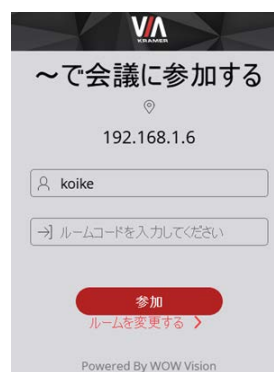 VIA
KRAMER
〜で会議に参加する
192.168.1.6
koike
ルームコードを入力してください
参加
ルームを変更する
Powered By WOW Vision